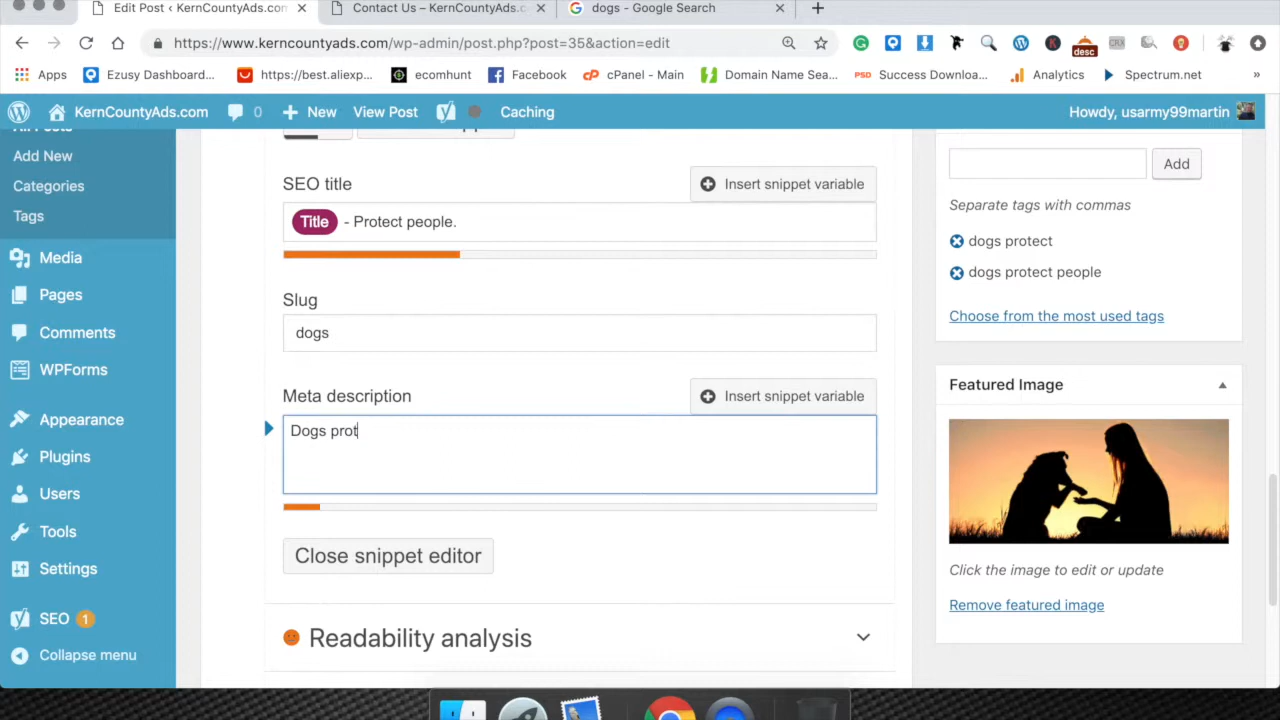 Edit Post ‹ KernCountyAds.com
Contact Us – KernCountyAds.c
dogs - Google Search
https://www.kerncountyads.com/wp-admin/post.php?post=35&action=edit
desc
CRX
Apps
Ezusy Dashboard...
https://best.aliexp...
ecomhunt
Facebook
cPanel - Main
Domain Name Sea...
PSD
Success Downloa...
Analytics
Spectrum.net
»
KernCountyAds.com
0
New
View Post
Caching
Howdy, usarmy99martin
All Posts
Add New
Categories
Tags
Media
Pages
Comments
WPForms
Appearance
Plugins
Users
Tools
Settings
SEO 1
Collapse menu
SEO title
Insert snippet variable
Title - Protect people.
Slug
dogs
Meta description
Insert snippet variable
Dogs prot
Close snippet editor
Readability analysis
Add
Separate tags with commas
dogs protect
dogs protect people
Choose from the most used tags
Featured Image
Click the image to edit or update
Remove featured image